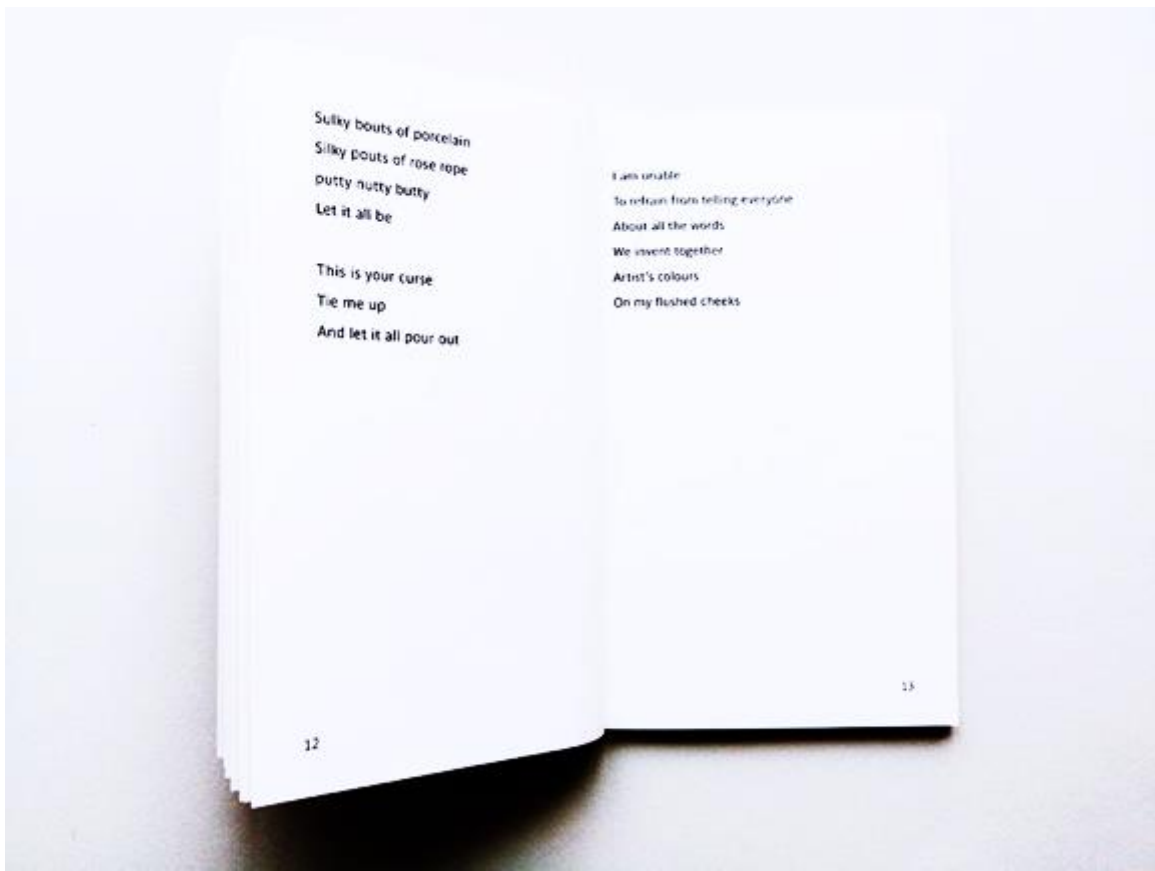 Sulky bouts of porcelain
Silky pouts of rose rope
putty nutty butty
Let it all be
This is your curse
Tie me up
And let it all pour out
12
I am unable
To refrain from telling everyone
About all the words
We invent together
Artist's colours
On my flushed cheeks
13